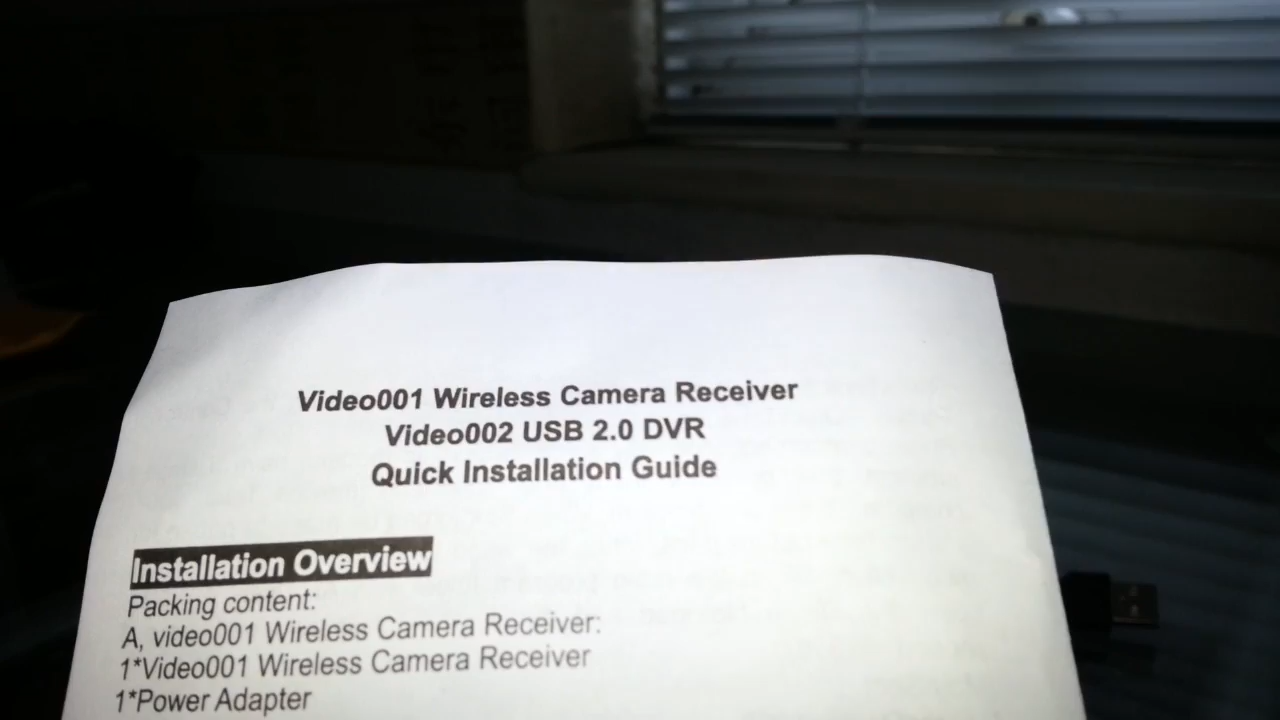 Video001 Wireless Camera Receiver
Video002 USB 2.0 DVR
Quick Installation Guide
Installation Overview
Packing content:
A, video001 Wireless Camera Receiver:
1*Video001 Wireless Camera Receiver
1*Power Adapter